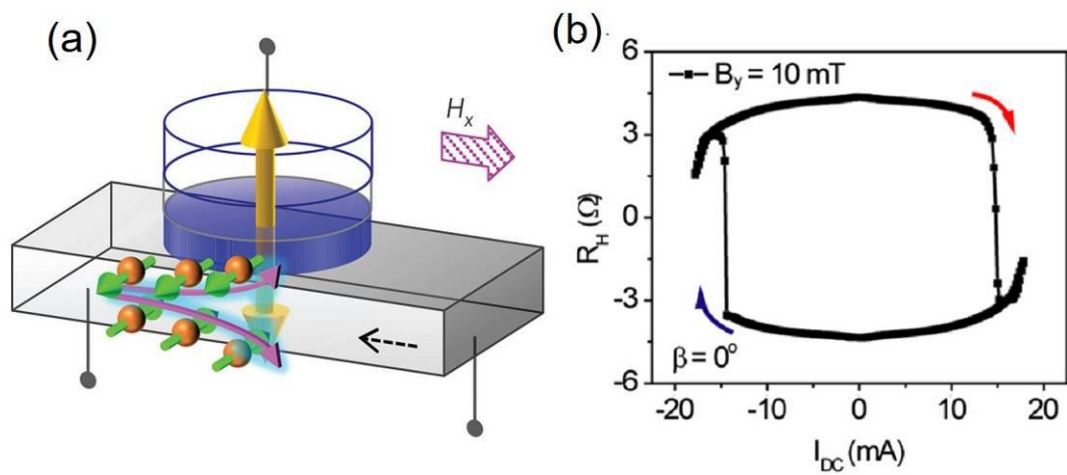 (a)
H_x
(b)
B_y = 10 mT
β = 0°
R_H (Ω)
6
3
0
-3
-6
-20
-10
0
10
20
I_DC (mA)